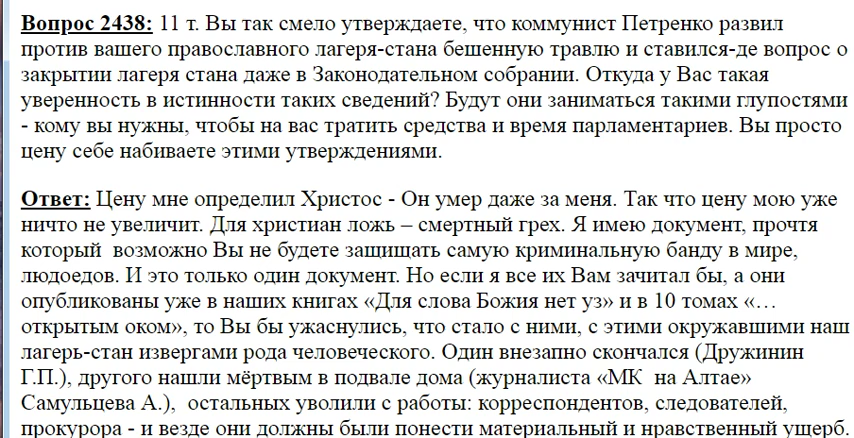 Вопрос 2438: 11 т. Вы так смело утверждаете, что коммунист Петренко развил
против вашего православного лагеря-стана бешенную травлю и ставился-де вопрос о
закрытии лагеря стана даже в Законодательном собрании. Откуда у Вас такая
уверенность в истинности таких сведений? Будут они заниматься такими глупостями
- кому вы нужны, чтобы на вас тратить средства и время парламентариев. Вы просто
цену себе набиваете этими утверждениями.
Ответ: Цену мне определил Христос - Он умер даже за меня. Так что цену мою уже
ничто не увеличит. Для христиан ложь – смертный грех. Я имею документ, прочтя
который возможно Вы не будете защищать самую криминальную банду в мире,
людоедов. И это только один документ. Но если я все их Вам зачитал бы, а они
опубликованы уже в наших книгах «Для слова Божия нет уз» и в 10 томах «…
открытым оком», то Вы бы ужаснулись, что стало с ними, с этими окружавшими наш
лагерь-стан извергами рода человеческого. Один внезапно скончался (Дружинин
Г.П.), другого нашли мёртвым в подвале дома (журналиста «МК на Алтае»
Самульцева А.), остальных уволили с работы: корреспондентов, следователей,
прокурора - и везде они должны были понести материальный и нравственный ущерб.